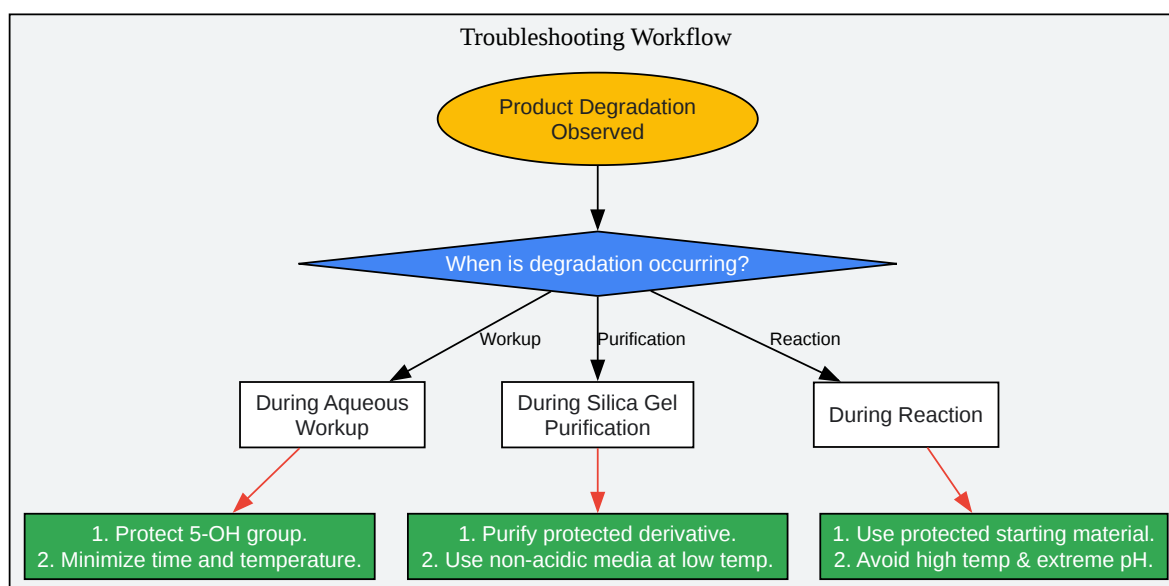 Troubleshooting Workflow
Product Degradation
Observed
When is degradation occurring?
Workup
Purification
Reaction
During Aqueous
Workup
During Silica Gel
Purification
During Reaction
1. Protect 5-OH group.
2. Minimize time and temperature.
1. Purify protected derivative.
2. Use non-acidic media at low temp.
1. Use protected starting material.
2. Avoid high temp & extreme pH.